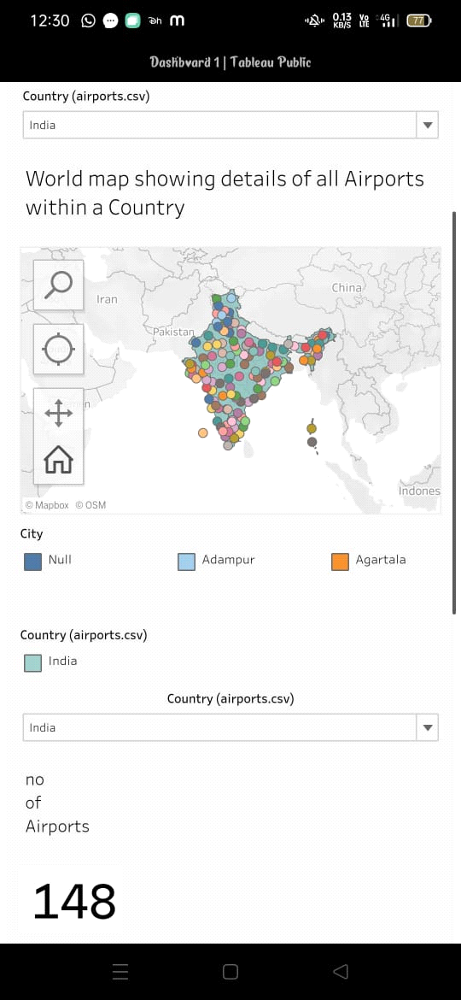 12:30
0.13 KB/S
Vo LTE
4G
77
Dashboard 1 | Tableau Public
Country (airports.csv)
India
World map showing details of all Airports
within a Country
Iran
China
Pakistan
Indones
© Mapbox © OSM
City
Null
Adampur
Agartala
Country (airports.csv)
India
Country (airports.csv)
India
no
of
Airports
148